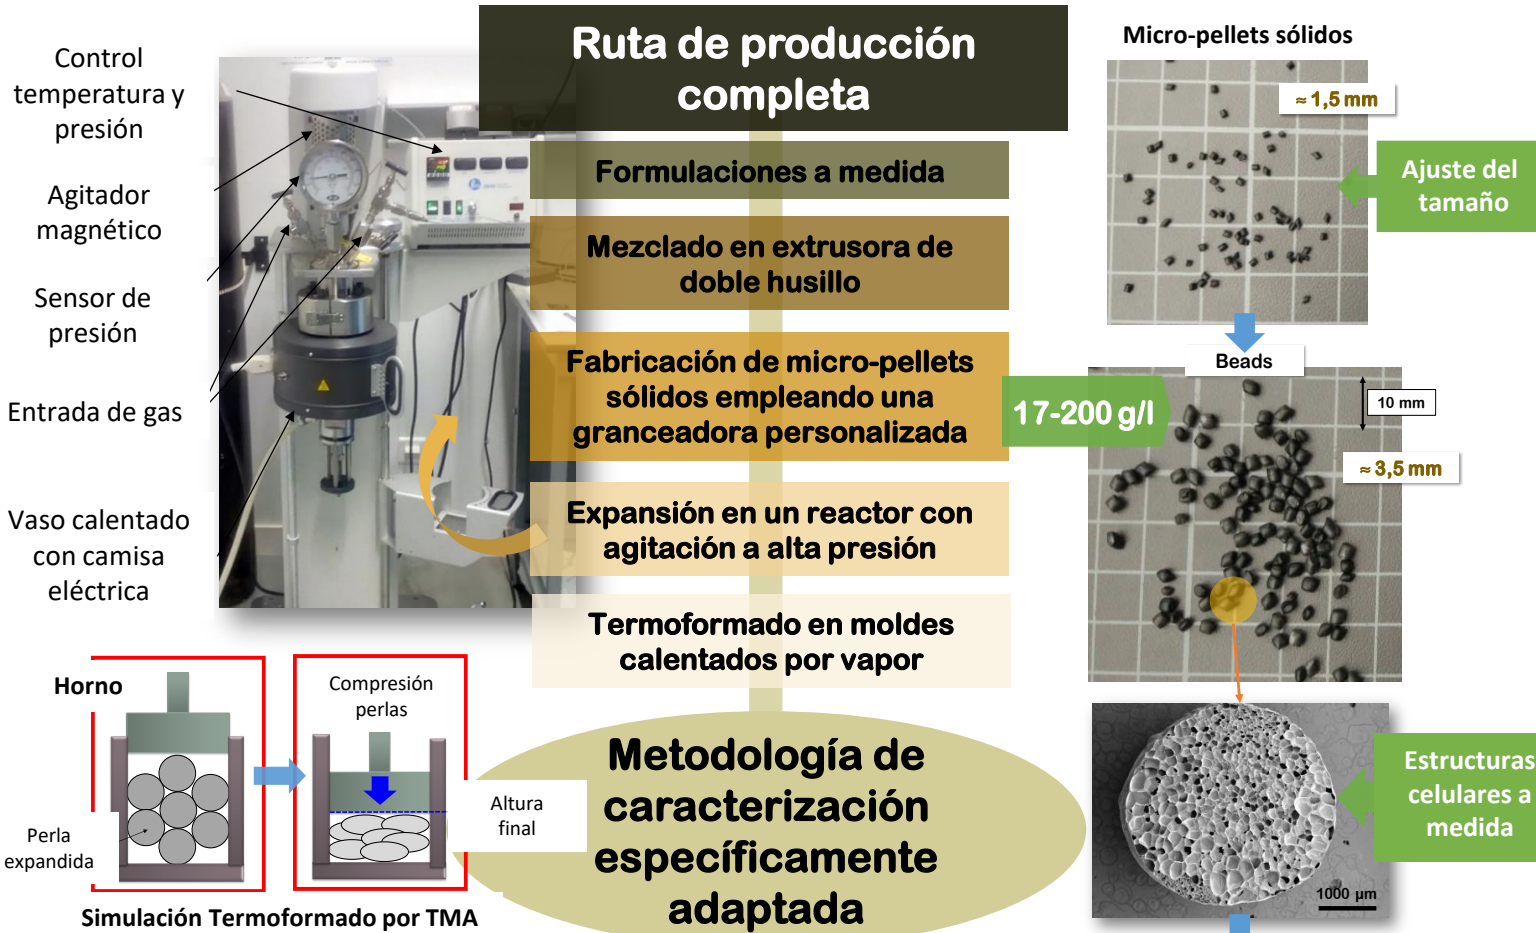 Control
temperatura y
presión
Agitador
magnético
Sensor de
presión
Entrada de gas
Vaso calentado
con camisa
eléctrica
Ruta de producción
completa
Formulaciones a medida
Mezclado en extrusora de
doble husillo
Fabricación de micro-pellets
sólidos empleando una
granceadora personalizada
Expansión en un reactor con
agitación a alta presión
Termoformado en moldes
calentados por vapor
Metodología de
caracterización
específicamente
adaptada
Micro-pellets sólidos
≈ 1,5 mm
Ajuste del
tamaño
Beads
10 mm
17-200 g/l
≈ 3,5 mm
Estructuras
celulares a
medida
1000 µm
Horno
Compresión
perlas
Perla
expandida
Altura
final
Simulación Termoformado por TMA